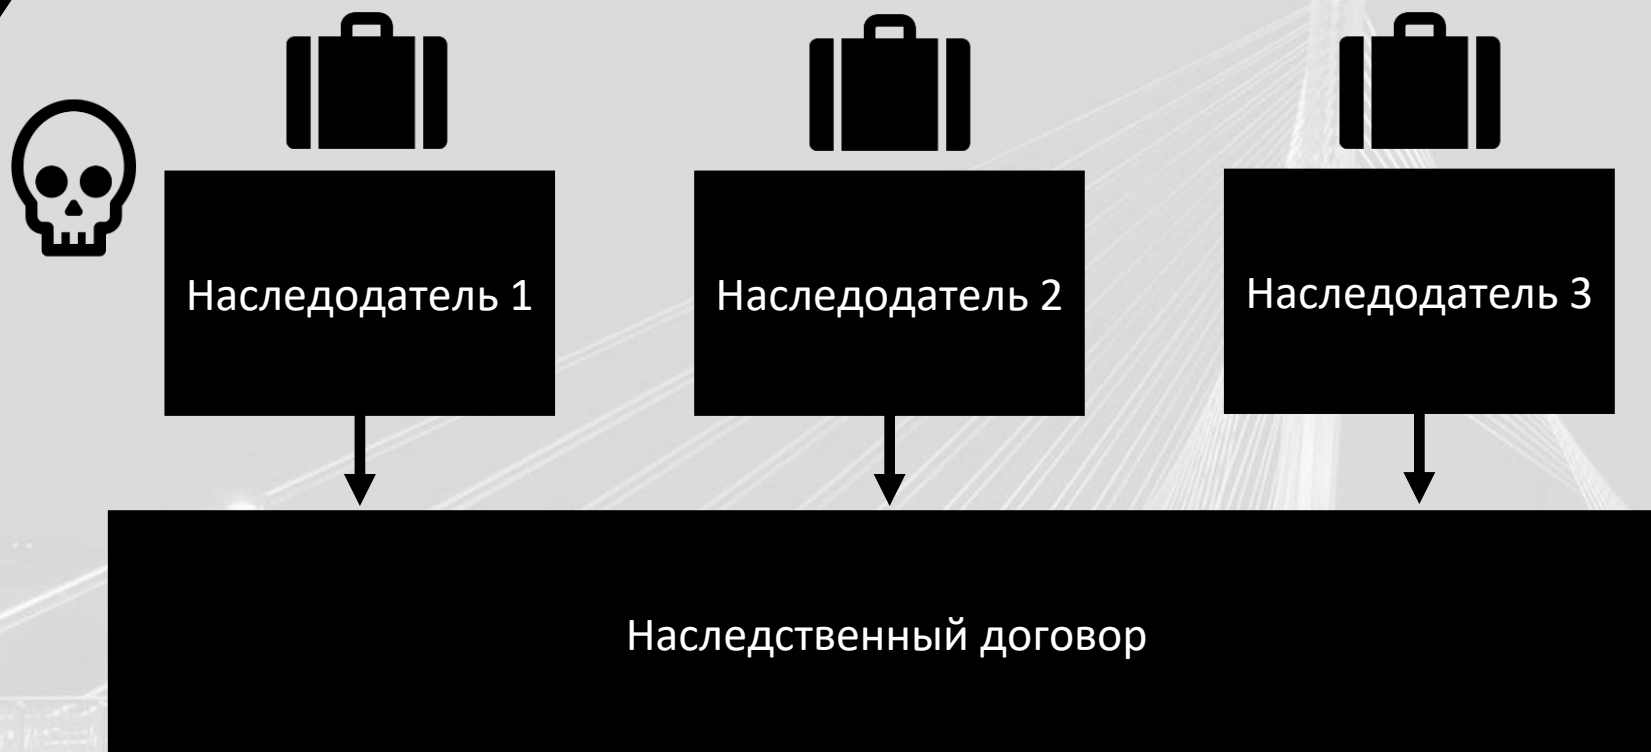 Наследодатель 1
Наследодатель 2
Наследодатель 3
Наследственный договор